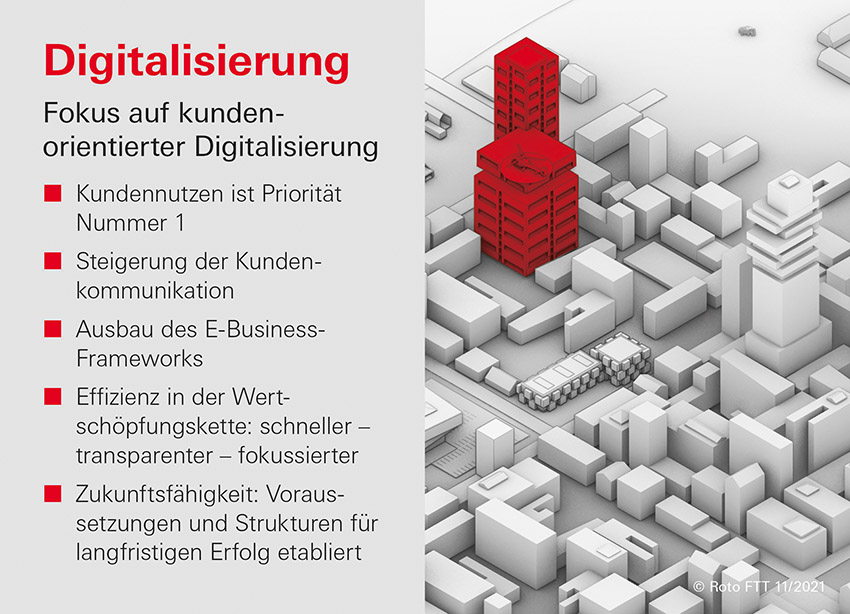 Digitalisierung
Fokus auf kunden-
orientierter Digitalisierung
Kundennutzen ist Priorität
Nummer 1
Steigerung der Kunden-
kommunikation
Ausbau des E-Business-
Frameworks
Effizienz in der Wert-
schöpfungskette: schneller –
transparenter – fokussierter
Zukunftsfähigkeit: Voraus-
setzungen und Strukturen für
langfristigen Erfolg etabliert
© Roto FTT 11/2021